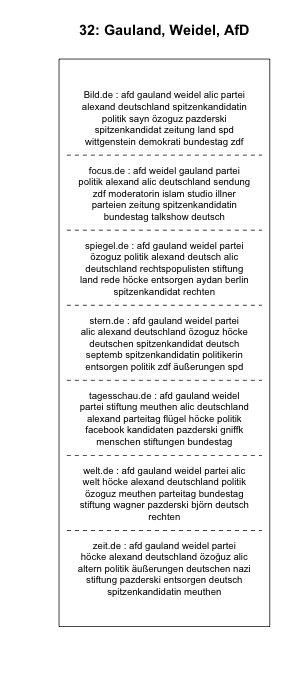 32: Gauland, Weidel, AfD
Bild.de : afd gauland weidel alic partei
alexand deutschland spitzenkandidatin
politik sayn özoguz pazderski
spitzenkandidat zeitung land spd
wittgenstein demokrati bundestag zdf
focus.de : afd weidel gauland partei
politik alexand alic deutschland sendung
zdf moderatorin islam studio illner
parteien zeitung spitzenkandidatin
bundestag talkshow deutsch
spiegel.de : afd gauland weidel partei
özoguz politik alexand deutsch alic
deutschland rechtspopulisten stiftung
land rede höcke entsorgen aydan berlin
spitzenkandidat rechten
stern.de : afd gauland weidel partei
alic alexand deutschland özoguz höcke
deutschen spitzenkandidat deutsch
septemb spitzenkandidatin politikerin
entsorgen politik zdf äußerungen spd
tagesschau.de : afd gauland weidel
partei stiftung meuthen alic deutschland
alexand parteitag flügel höcke politik
facebook kandidaten pazderski gniffk
menschen stiftungen bundestag
welt.de : afd gauland weidel partei alic
welt höcke alexand deutschland politik
özoguz meuthen parteitag bundestag
stiftung wagner pazderski björn deutsch
rechten
zeit.de : afd gauland weidel partei
höcke alexand deutschland özoğuz alic
altern politik äußerungen deutschen nazi
stiftung pazderski entsorgen deutsch
spitzenkandidatin meuthen